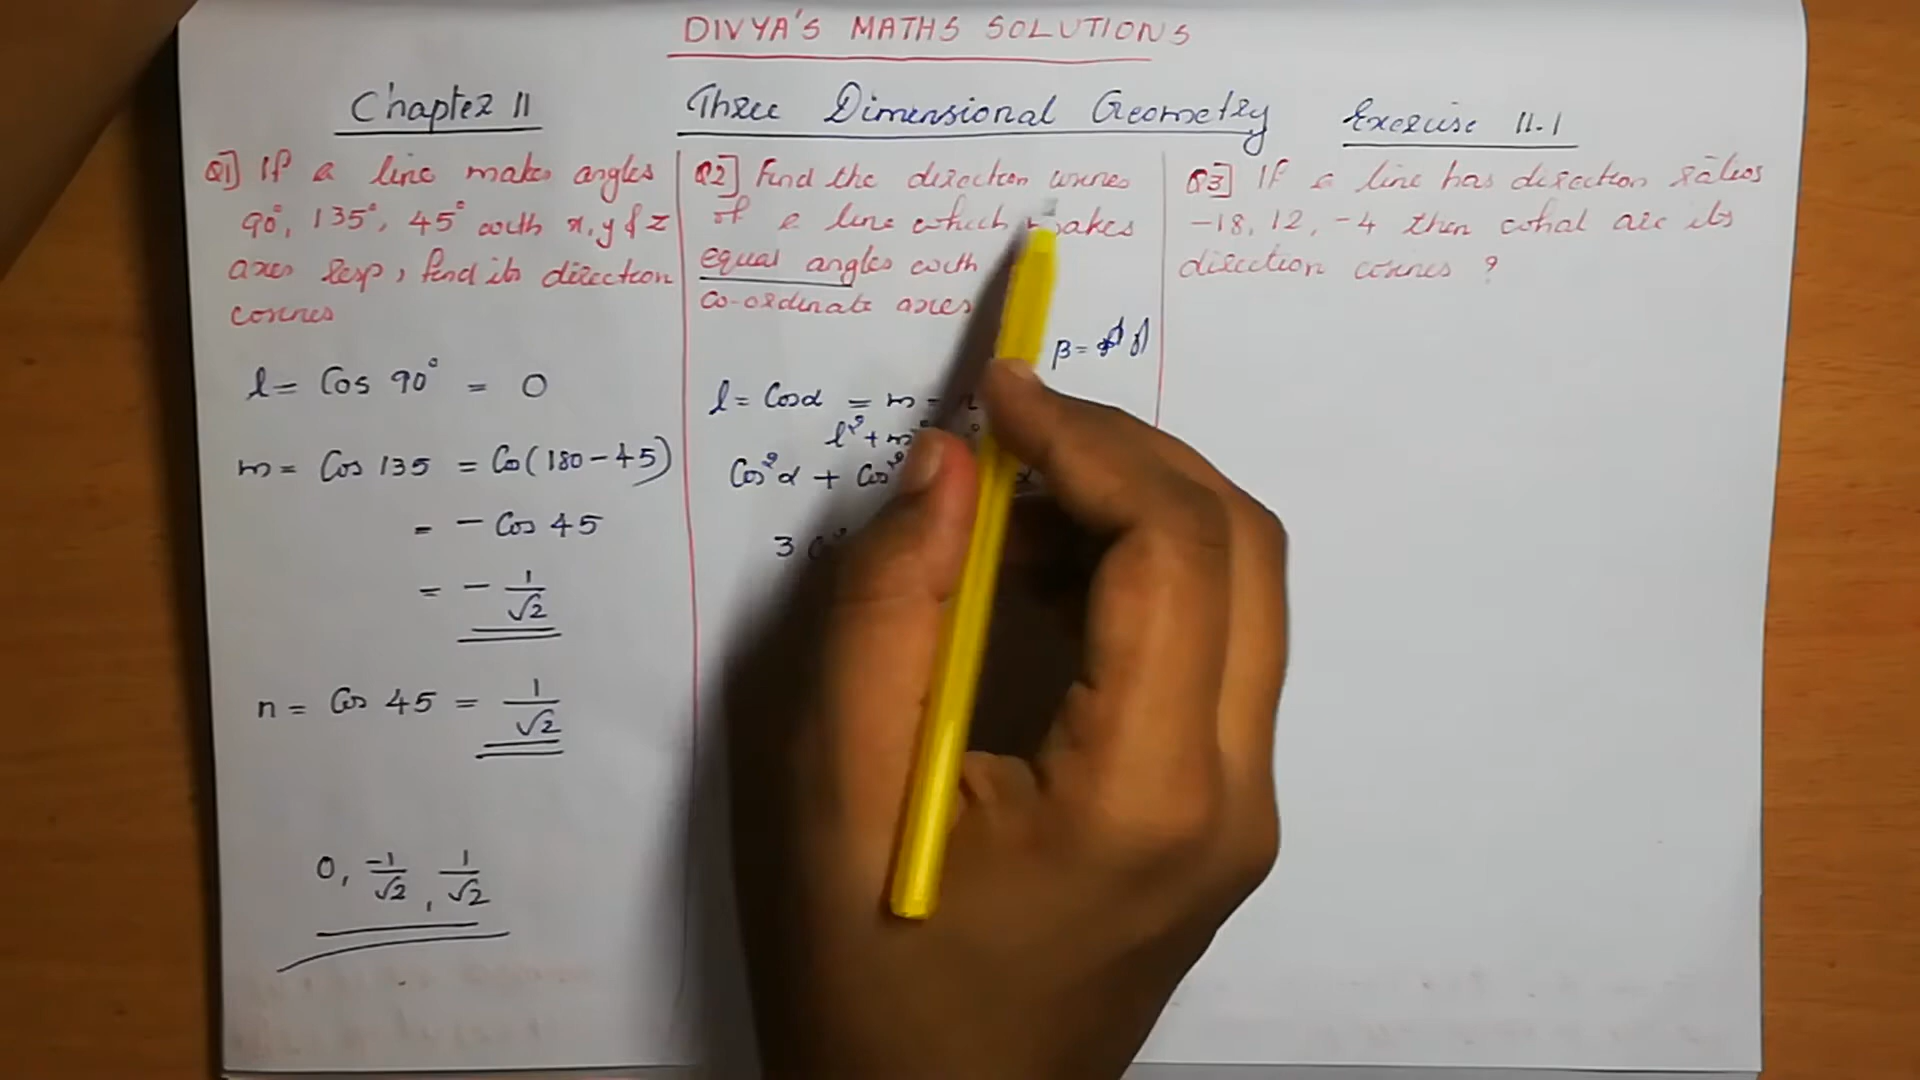 DIVYA'S MATHS SOLUTIONS
Chapter 11 Three Dimensional Geometry Exercise 11.1
Q1] If a line makes angles
90°, 135°, 45° with x, y & z
axes resp, find its direction
cosines
l = Cos 90° = 0
m = Cos 135 = Cos(180 - 45)
= - Cos 45
= - 1/√2
n = Cos 45 = 1/√2
0, -1/√2, 1/√2
Q2] Find the direction cosines
of a line which makes
equal angles with
co-ordinate axes
β =
l = Cosα = m =
l² + m
Cos²α + Cos
3
Q3] If a line has direction ratios
-18, 12, -4 then what are its
direction cosines ?